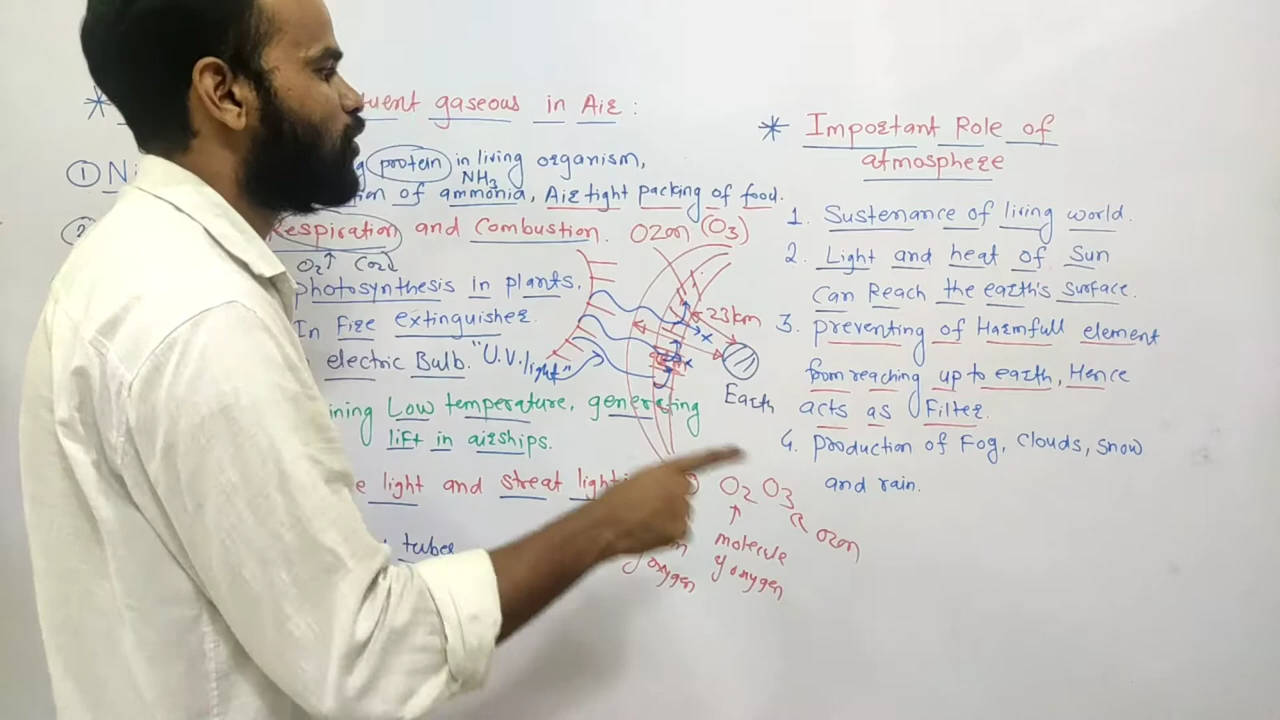 * gaseous in Air :
① protein in living organism,
NH3
of ammonia, Air tight packing of food.
Respiration and Combustion.
O2↑
photosynthesis in plants.
In Fire extinguisher.
electric Bulb.
Low temperature, generating
lift in airships.
light and streat
tubes
Ozon (O3)
23km
"U.V. light"
Earth
O2 O3
molecule
of oxygen
Ozon
oxygen
* Important Role of
atmosphere
1. Sustenance of living world.
2. Light and heat of Sun
Can Reach the earth's surface.
3. preventing of Harmfull element
from reaching up to earth, Hence
acts as Filter.
4. production of Fog, Clouds, snow
and rain.